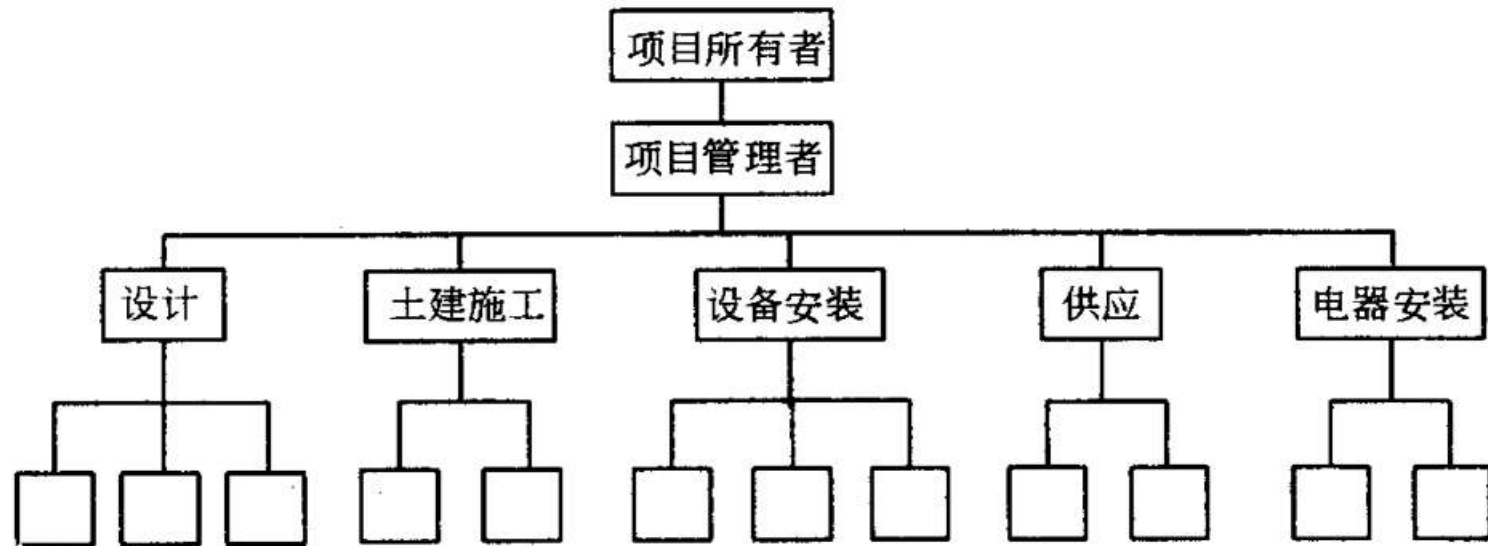 项目所有者
项目管理者
设计
土建施工
设备安装
供应
电器安装